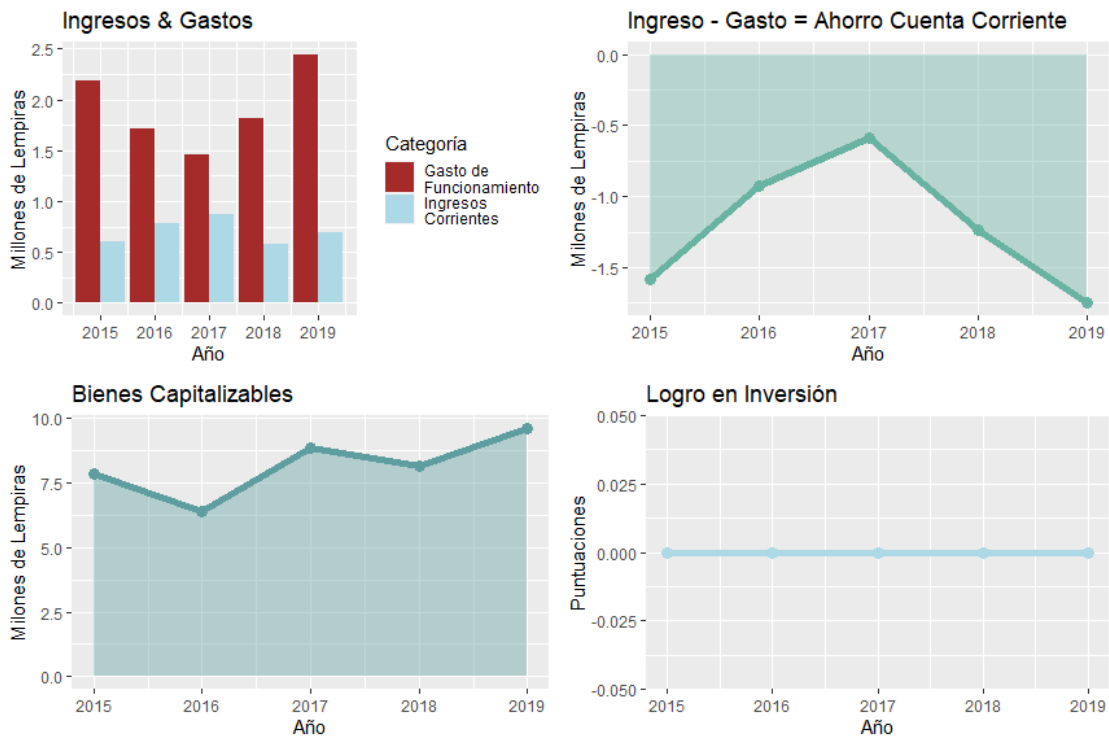 Ingresos & Gastos
Millones de Lempiras
2.5
2.0
1.5
1.0
0.5
0.0
2015 2016 2017 2018 2019
Año
Categoría
Gasto de
Funcionamiento
Ingresos
Corrientes
Ingreso - Gasto = Ahorro Cuenta Corriente
Milones de Lempiras
0.0
-0.5
-1.0
-1.5
2015 2016 2017 2018 2019
Año
Bienes Capitalizables
Milones de Lempiras
10.0
7.5
5.0
2.5
0.0
2015 2016 2017 2018 2019
Año
Logro en Inversión
Puntuaciones
0.050
0.025
0.000
-0.025
-0.050
2015 2016 2017 2018 2019
Año